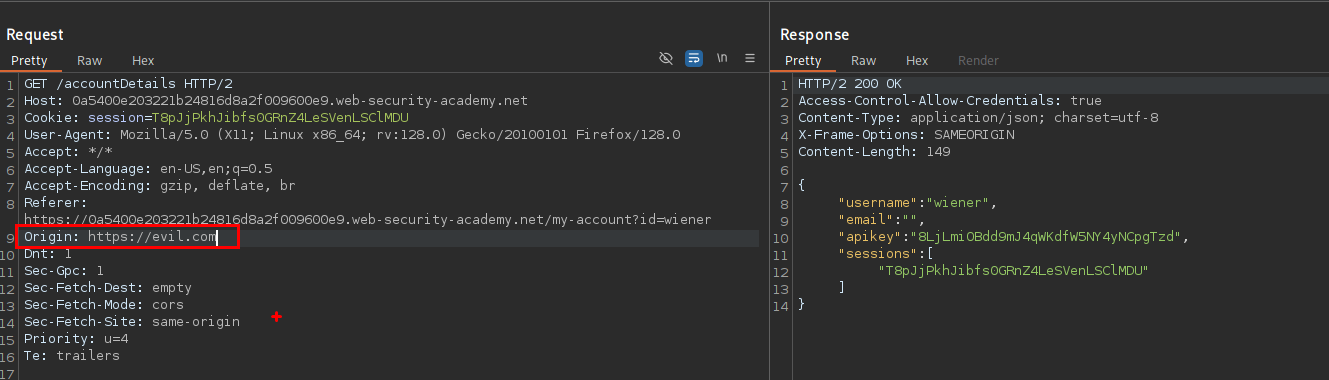 Request
Pretty Raw Hex
\n
1 GET /accountDetails HTTP/2
2 Host: 0a5400e203221b24816d8a2f009600e9.web-security-academy.net
3 Cookie: session=T8pJjPkhJibfsOGRnZ4LeSVenLSClMDU
4 User-Agent: Mozilla/5.0 (X11; Linux x86_64; rv:128.0) Gecko/20100101 Firefox/128.0
5 Accept: */*
6 Accept-Language: en-US,en;q=0.5
7 Accept-Encoding: gzip, deflate, br
8 Referer:
https://0a5400e203221b24816d8a2f009600e9.web-security-academy.net/my-account?id=wiener
9 Origin: https://evil.com
10 Dnt: 1
11 Sec-Gpc: 1
12 Sec-Fetch-Dest: empty
13 Sec-Fetch-Mode: cors
14 Sec-Fetch-Site: same-origin
15 Priority: u=4
16 Te: trailers
17
Response
Pretty Raw Hex Render
1 HTTP/2 200 OK
2 Access-Control-Allow-Credentials: true
3 Content-Type: application/json; charset=utf-8
4 X-Frame-Options: SAMEORIGIN
5 Content-Length: 149
6
7 {
8 "username":"wiener",
9 "email":"",
10 "apikey":"8LjLmiOBdd9mJ4qWKdfW5NY4yNCpgTzd",
11 "sessions":[
12 "T8pJjPkhJibfsOGRnZ4LeSVenLSClMDU"
13 ]
14 }